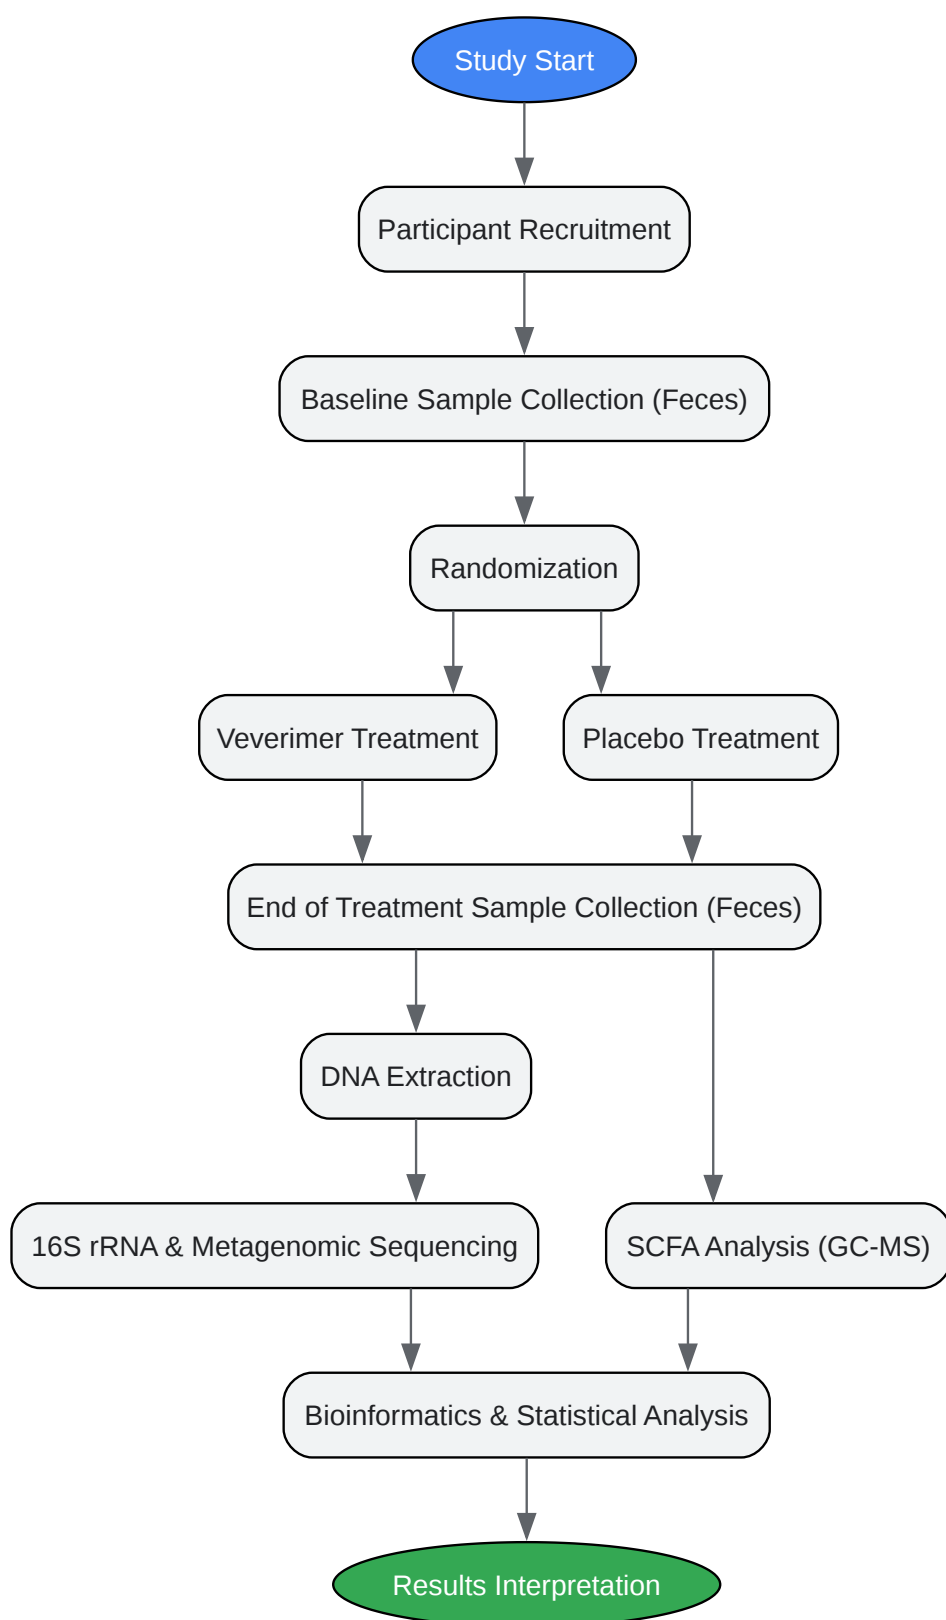 Study Start
Participant Recruitment
Baseline Sample Collection (Feces)
Randomization
Veverimer Treatment
Placebo Treatment
End of Treatment Sample Collection (Feces)
DNA Extraction
16S rRNA & Metagenomic Sequencing
SCFA Analysis (GC-MS)
Bioinformatics & Statistical Analysis
Results Interpretation